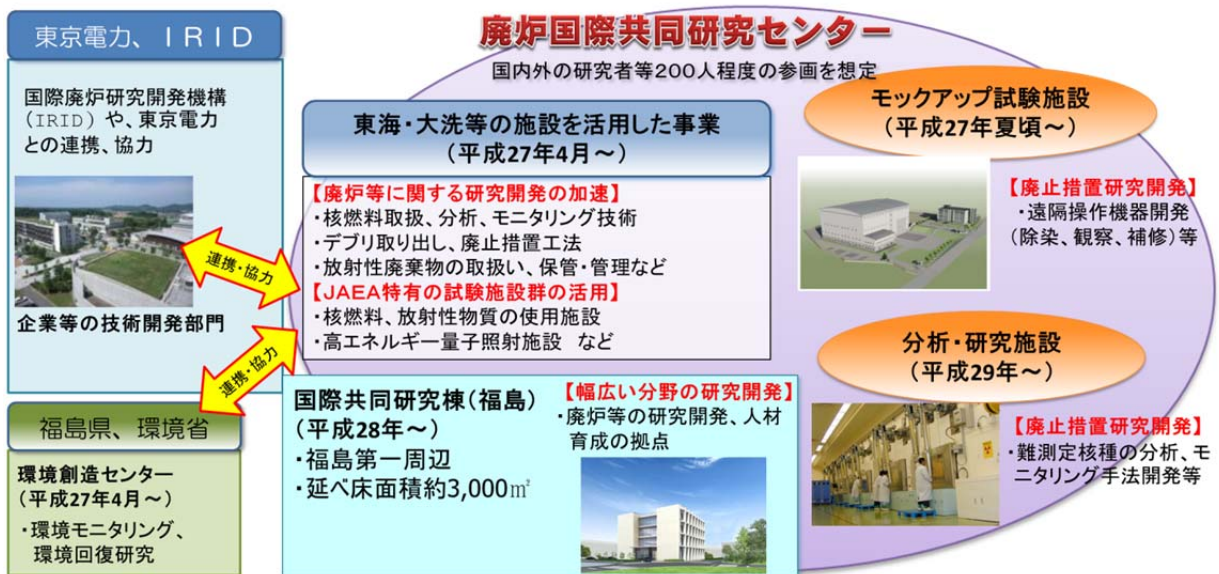 東京電力、ＩＲＩＤ
国際廃炉研究開発機構
(IRID)や、東京電力
との連携、協力
企業等の技術開発部門
連携・協力
連携・協力
福島県、環境省
環境創造センター
(平成27年4月～)
・環境モニタリング、
環境回復研究
廃炉国際共同研究センター
国内外の研究者等200人程度の参画を想定
東海・大洗等の施設を活用した事業
(平成27年4月～)
【廃炉等に関する研究開発の加速】
・核燃料取扱、分析、モニタリング技術
・デブリ取り出し、廃止措置工法
・放射性廃棄物の取扱い、保管・管理など
【JAEA特有の試験施設群の活用】
・核燃料、放射性物質の使用施設
・高エネルギー量子照射施設　など
国際共同研究棟(福島)
(平成28年～)
・福島第一周辺
・延べ床面積約3,000㎡
【幅広い分野の研究開発】
・廃炉等の研究開発、人材
育成の拠点
モックアップ試験施設
(平成27年夏頃～)
【廃止措置研究開発】
・遠隔操作機器開発
(除染、観察、補修)等
分析・研究施設
(平成29年～)
【廃止措置研究開発】
・難測定核種の分析、モ
ニタリング手法開発等